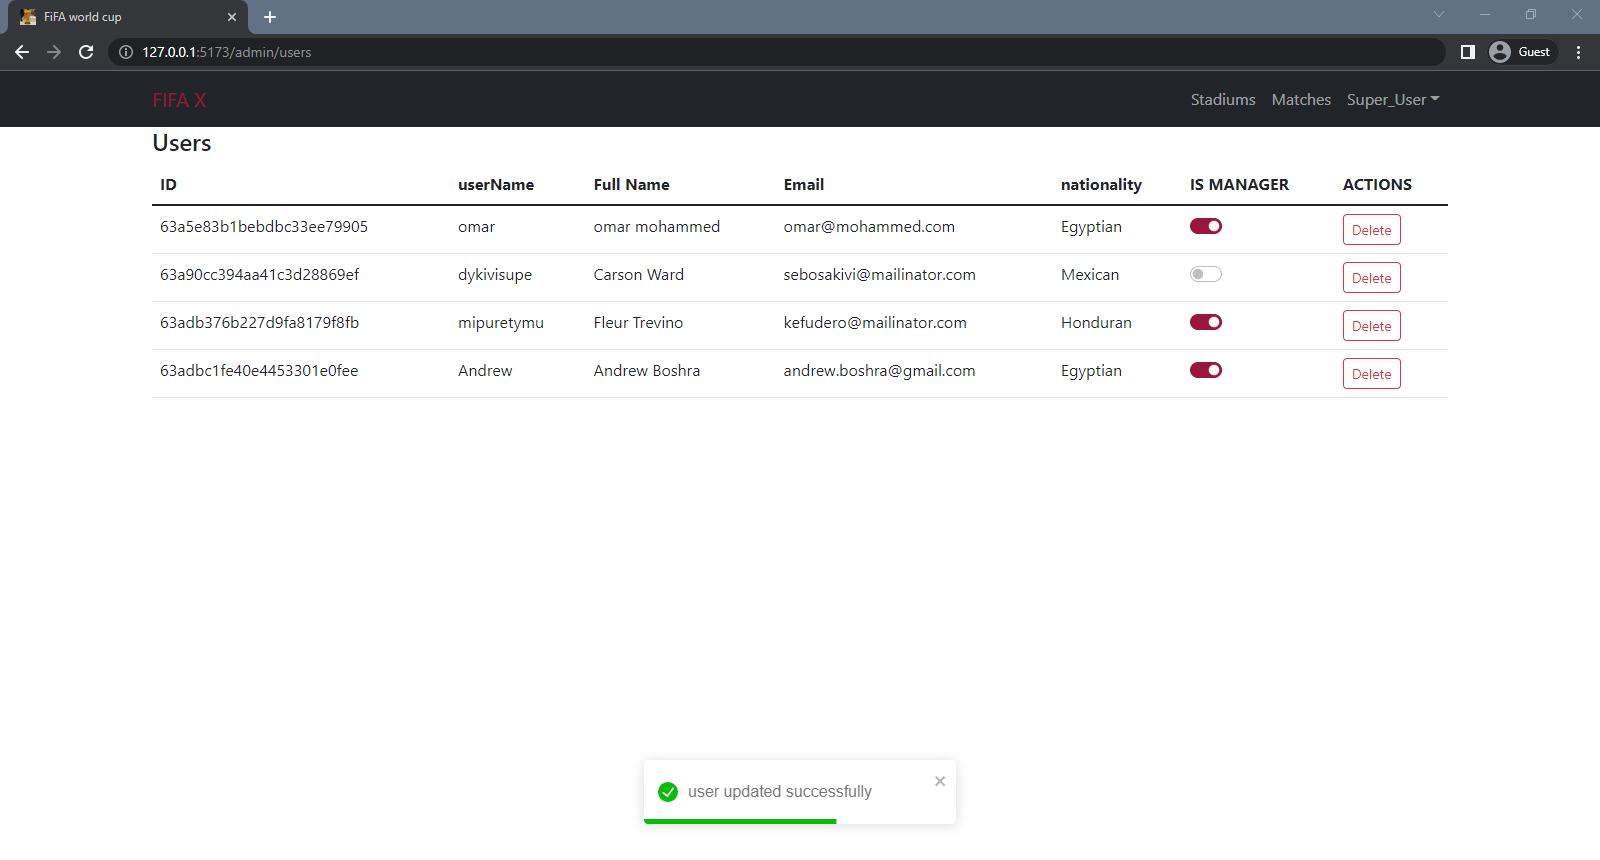 FiFA world cup
127.0.0.1:5173/admin/users
Guest
FIFA X Stadiums Matches Super_User
Users
ID userName Full Name Email nationality IS MANAGER ACTIONS
63a5e83b1bebdbc33ee79905 omar omar mohammed omar@mohammed.com Egyptian Delete
63a90cc394aa41c3d28869ef dykivisupe Carson Ward sebosakivi@mailinator.com Mexican Delete
63adb376b227d9fa8179f8fb mipuretymu Fleur Trevino kefudero@mailinator.com Honduran Delete
63adbc1fe40e4453301e0fee Andrew Andrew Boshra andrew.boshra@gmail.com Egyptian Delete
user updated successfully